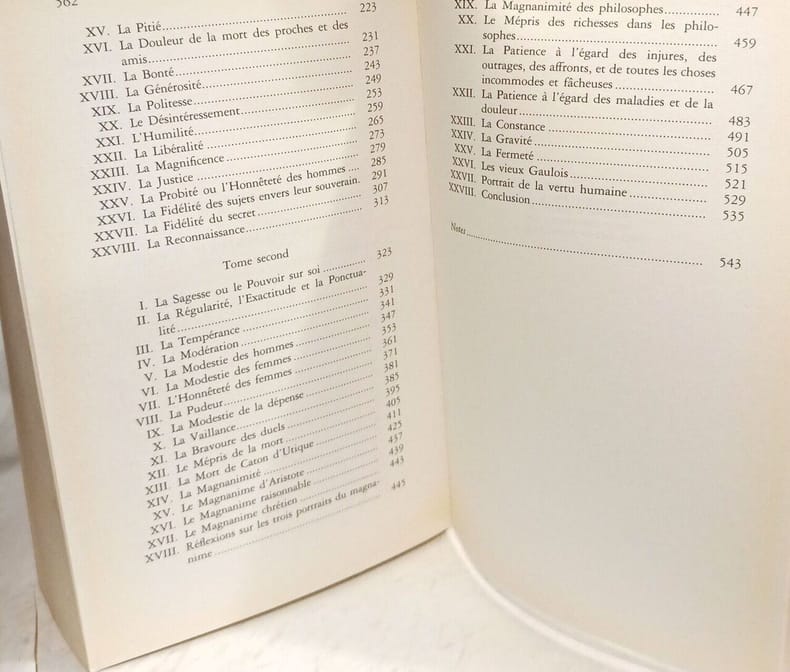 562
XV. La Pitié 223
XVI. La Douleur de la mort des proches et des
amis 231
XVII. La Bonté 237
XVIII. La Générosité 243
XIX. La Politesse 249
XX. Le Désintéressement 253
XXI. L'Humilité 259
XXII. La Libéralité 265
XXIII. La Magnificence 273
XXIV. La Justice 279
XXV. La Probité ou l'Honnêteté des hommes 285
XXVI. La Fidélité des sujets envers leur souverain. 291
XXVII. La Fidélité du secret 307
XXVIII. La Reconnaissance 313
Tome second
I. La Sagesse ou le Pouvoir sur soi 323
II. La Régularité, l'Exactitude et la Ponctua-
lité 329
III. La Tempérance 331
IV. La Modération 341
V. La Modestie des hommes 347
VI. La Modestie des femmes 353
VII. L'Honnêteté des femmes 361
VIII. La Pudeur 371
IX. La Modestie de la dépense 381
X. La Vaillance 385
XI. La Bravoure des duels 395
XII. Le Mépris de la mort 405
XIII. La Mort de Caton d'Utique 411
XIV. La Magnanimité 425
XV. Le Magnanime d'Aristote 437
XVI. Le Magnanime raisonnable 439
XVII. Le Magnanime chrétien 443
XVIII. Réflexions sur les trois portraits du magna-
nime 445
XIX. La Magnanimité des philosophes 447
XX. Le Mépris des richesses dans les philo-
sophes 459
XXI. La Patience à l'égard des injures, des
outrages, des affronts, et de toutes les choses
incommodes et fâcheuses 467
XXII. La Patience à l'égard des maladies et de la
douleur 483
XXIII. La Constance 491
XXIV. La Gravité 505
XXV. La Fermeté 515
XXVI. Les vieux Gaulois 521
XXVII. Portrait de la vertu humaine 529
XXVIII. Conclusion 535
Notes 543